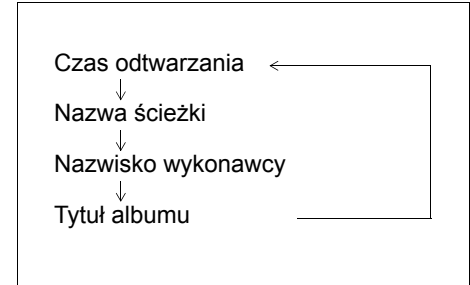 Czas odtwarzania
Nazwa ścieżki
Nazwisko wykonawcy
Tytuł albumu